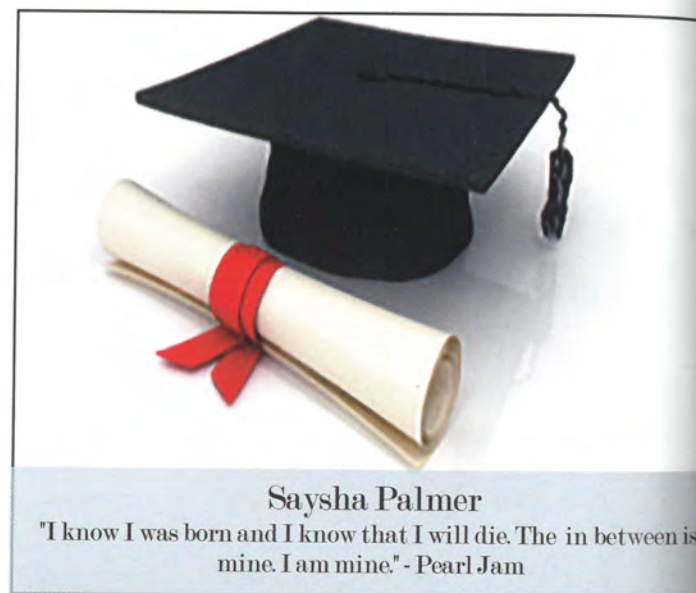 Saysha Palmer
"I know I was born and I know that I will die. The in between is
mine. I am mine." - Pearl Jam